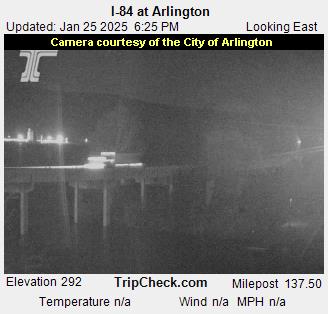 I-84 at Arlington
Updated: Jan 25 2025 6:25 PM Looking East
Camera courtesy of the City of Arlington
Elevation 292 TripCheck.com Milepost 137.50
Temperature n/a Wind n/a MPH n/a